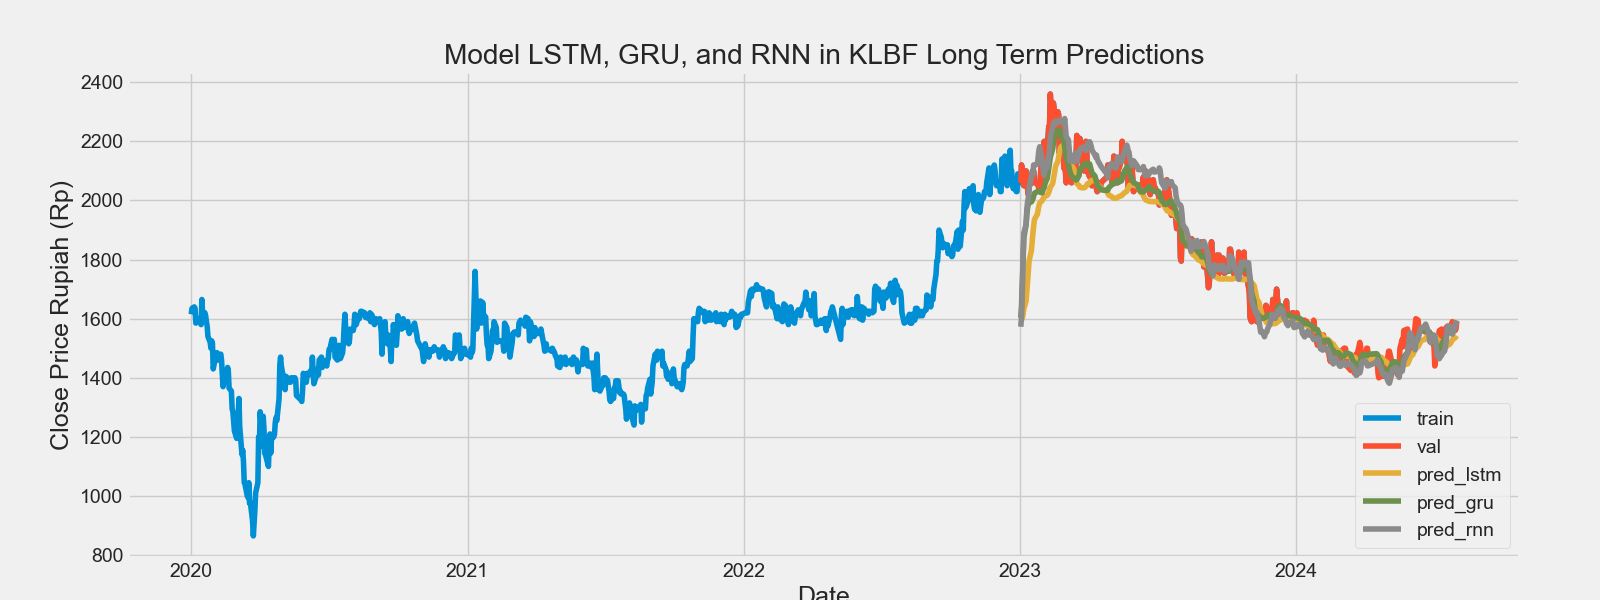 Model LSTM, GRU, and RNN in KLBF Long Term Predictions
Close Price Rupiah (Rp)
2400
2200
2000
1800
1600
1400
1200
1000
800
2020
2021
2022
2023
2024
Date
train
val
pred_lstm
pred_gru
pred_rnn